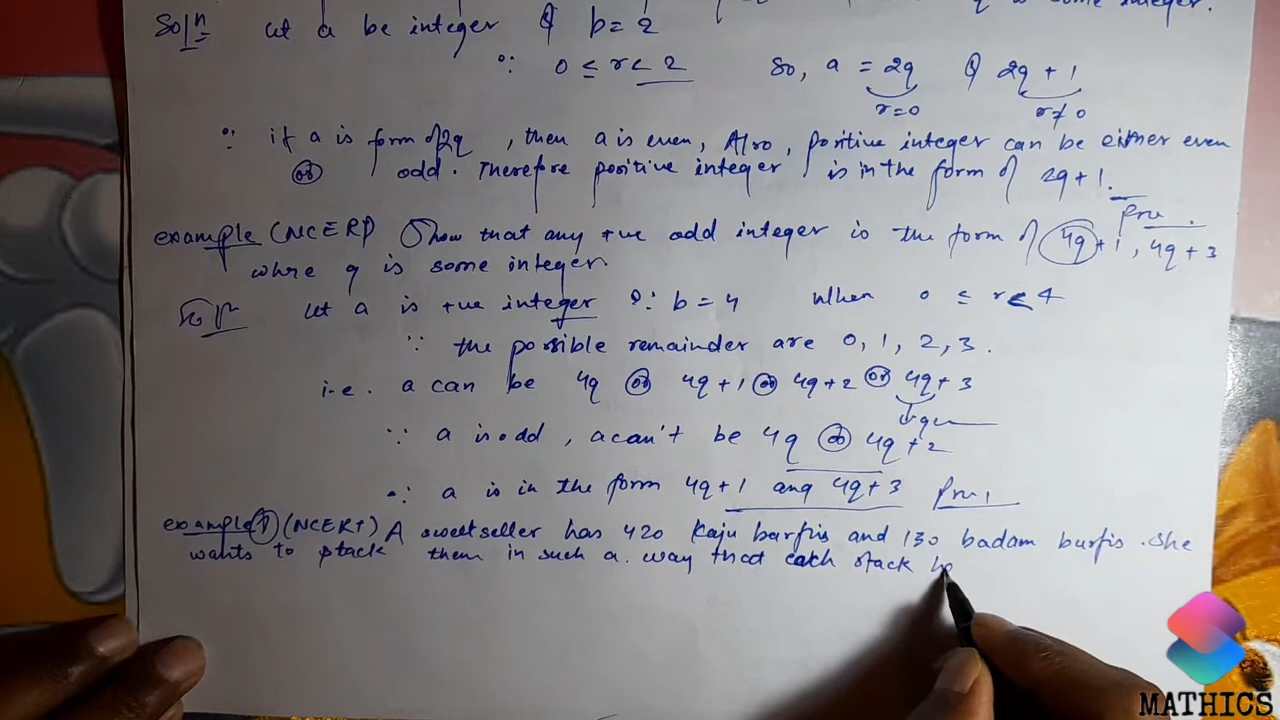 is some integer.
Sol^n let a be integer & b = 2
∵ 0 ≤ r < 2 So, a = 2q & 2q + 1
r=0 r≠0
∵ if a is form of 2q , then a is even, Also, positive integer can be either even
or odd. Therefore positive integer is in the form of 2q+1.
example (NCERT) Show that any +ve odd integer is the form of 4q+1, 4q+3
where q is some integer.
Sol^n let a is +ve integer & ∵ b = 4 when 0 ≤ r < 4
∵ the possible remainder are 0, 1, 2, 3.
i.e. a can be 4q or 4q+1 or 4q+2 or 4q+3
∵ a is odd, a can't be 4q or 4q+2
∴ a is in the form 4q+1 and 4q+3
example 1 (NCERT) A sweetseller has 420 kaju barfis and 130 badam burfis. She
wants to stack them in such a way that each stack
MATHICS